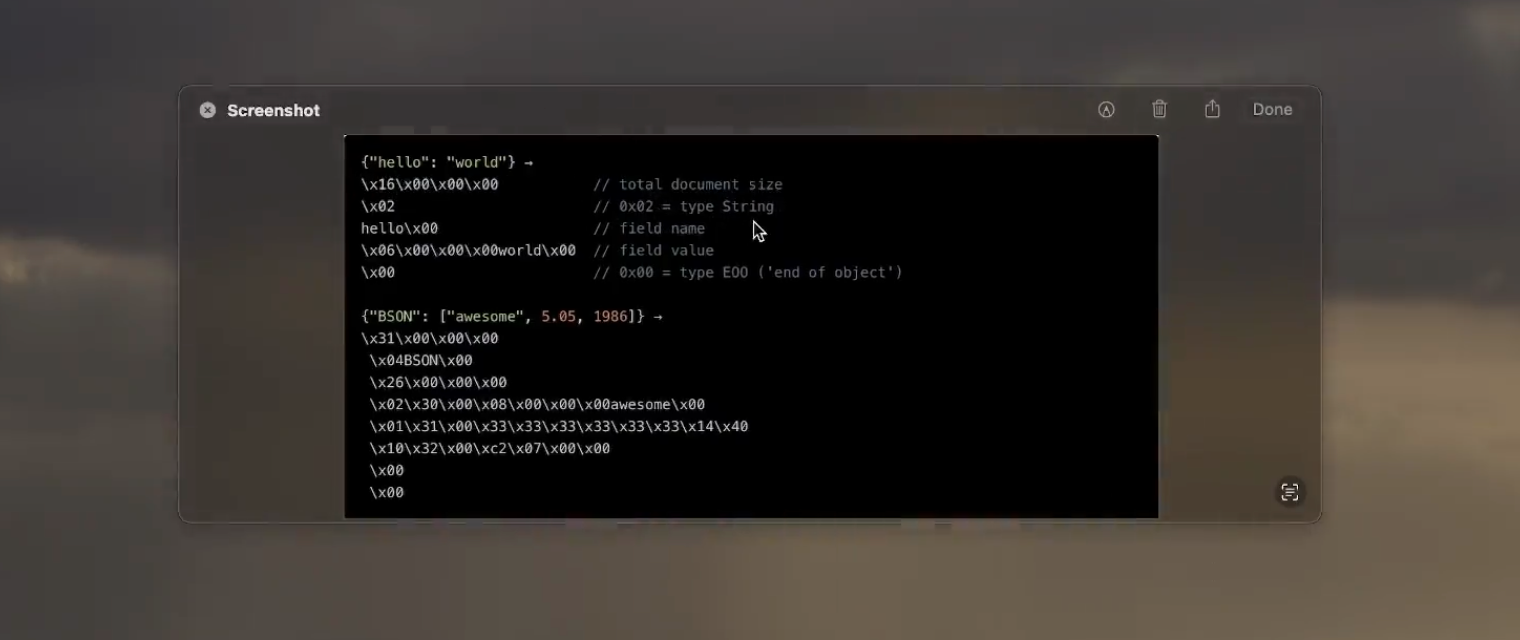 Screenshot
Done
{"hello": "world"} →
\x16\x00\x00\x00           // total document size
\x02                       // 0x02 = type String
hello\x00                  // field name
\x06\x00\x00\x00world\x00  // field value
\x00                       // 0x00 = type EOO ('end of object')
{"BSON": ["awesome", 5.05, 1986]} →
\x31\x00\x00\x00
 \x04BSON\x00
 \x26\x00\x00\x00
 \x02\x30\x00\x08\x00\x00\x00awesome\x00
 \x01\x31\x00\x33\x33\x33\x33\x33\x33\x14\x40
 \x10\x32\x00\xc2\x07\x00\x00
 \x00
 \x00